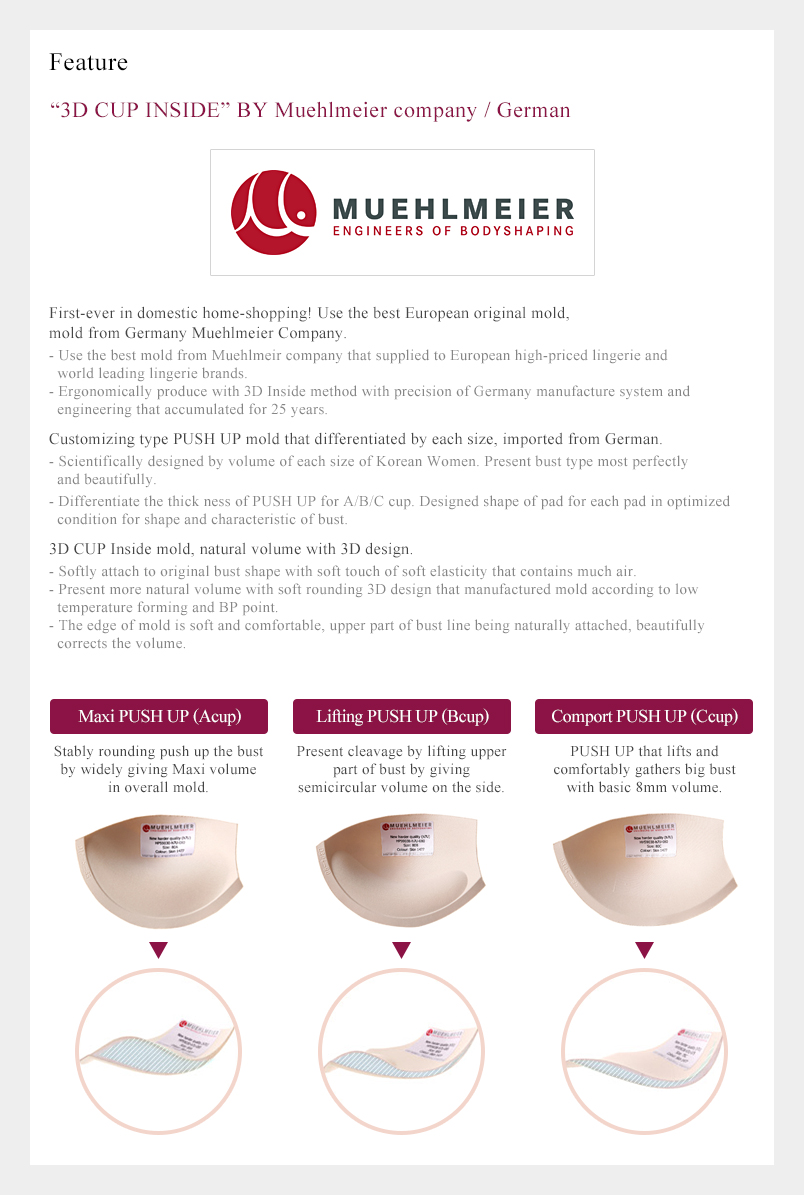 Feature
“3D CUP INSIDE” BY Muehlmeier company / German
MUEHLMEIER
ENGINEERS OF BODYSHAPING
First-ever in domestic home-shopping! Use the best European original mold,
mold from Germany Muehlmeier Company.
- Use the best mold from Muehlmeir company that supplied to European high-priced lingerie and
world leading lingerie brands.
- Ergonomically produce with 3D Inside method with precision of Germany manufacture system and
engineering that accumulated for 25 years.
Customizing type PUSH UP mold that differentiated by each size, imported from German.
- Scientifically designed by volume of each size of Korean Women. Present bust type most perfectly
and beautifully.
- Differentiate the thick ness of PUSH UP for A/B/C cup. Designed shape of pad for each pad in optimized
condition for shape and characteristic of bust.
3D CUP Inside mold, natural volume with 3D design.
- Softly attach to original bust shape with soft touch of soft elasticity that contains much air.
- Present more natural volume with soft rounding 3D design that manufactured mold according to low
temperature forming and BP point.
- The edge of mold is soft and comfortable, upper part of bust line being naturally attached, beautifully
corrects the volume.
Maxi PUSH UP (Acup)
Stably rounding push up the bust
by widely giving Maxi volume
in overall mold.
MUEHLMEIER
Lifting PUSH UP (Bcup)
Present cleavage by lifting upper
part of bust by giving
semicircular volume on the side.
MUEHLMEIER
Comport PUSH UP (Ccup)
PUSH UP that lifts and
comfortably gathers big bust
with basic 8mm volume.
MUEHLMEIER
MUEHLMEIER
MUEHLMEIER
MUEHLMEIER